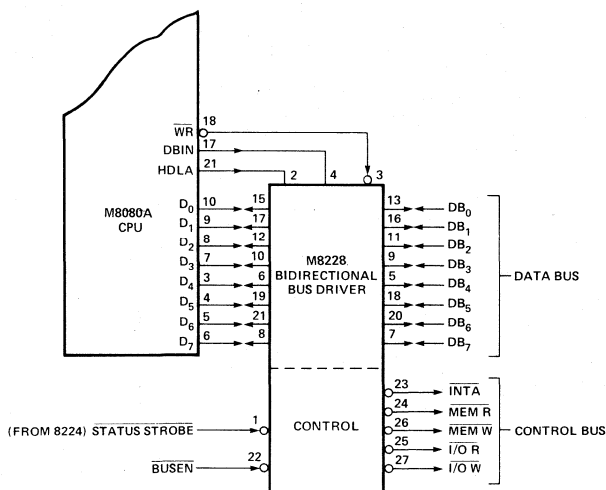 18
WR
17
DBIN
21
HDLA
2 4 3
M8080A
CPU
D0 10 15 13 DB0
D1 9 17 16 DB1
D2 8 12 11 DB2
D3 7 10 9 DB3
D4 3 6 5 DB4
D5 4 19 18 DB5
D6 5 21 20 DB6
D7 6 8 7 DB7
M8228
BIDIRECTIONAL
BUS DRIVER
DATA BUS
23 INTA
24 MEM R
26 MEM W
25 I/O R
27 I/O W
CONTROL BUS
CONTROL
(FROM 8224) STATUS STROBE 1
BUSEN 22